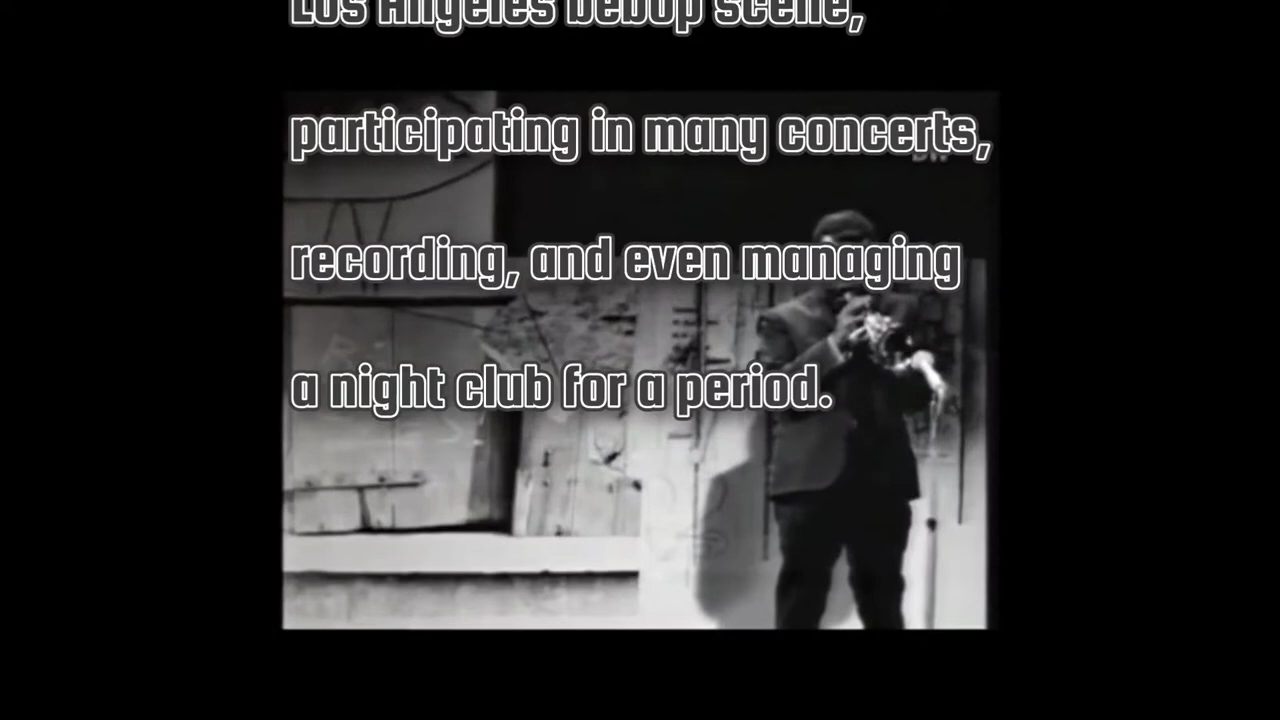 Los Angeles bebop scene,
participating in many concerts,
recording, and even managing
a night club for a period.